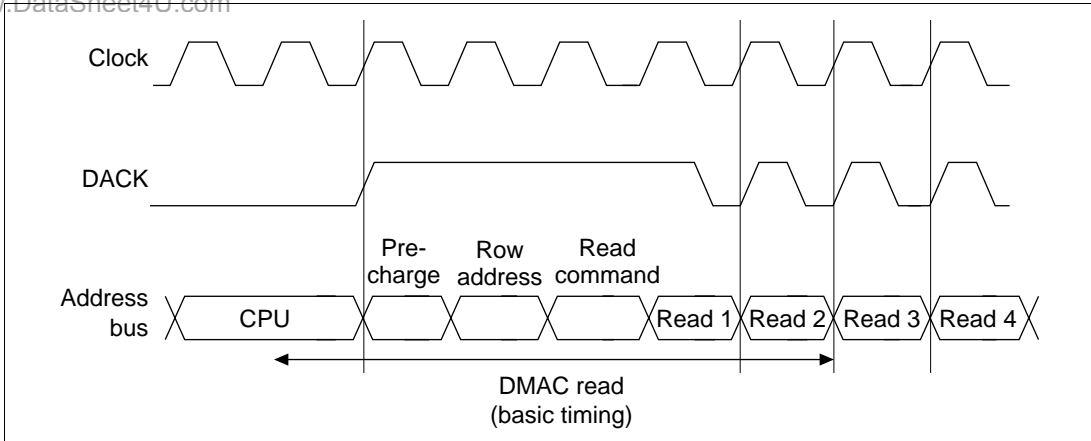 .DataSheet4U.com
Clock
DACK
Pre-
charge
Row
address
Read
command
Address
bus
CPU
Read 1
Read 2
Read 3
Read 4
DMAC read
(basic timing)